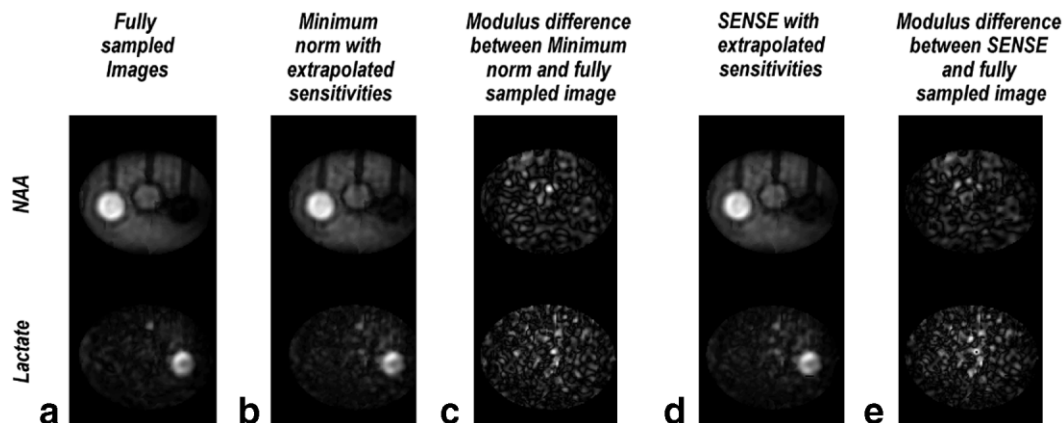 Fully
sampled
Images
Minimum
norm with
extrapolated
sensitivities
Modulus difference
between Minimum
norm and fully
sampled image
SENSE with
extrapolated
sensitivities
Modulus difference
between SENSE
and fully
sampled image
NAA
Lactate
a
b
c
d
e